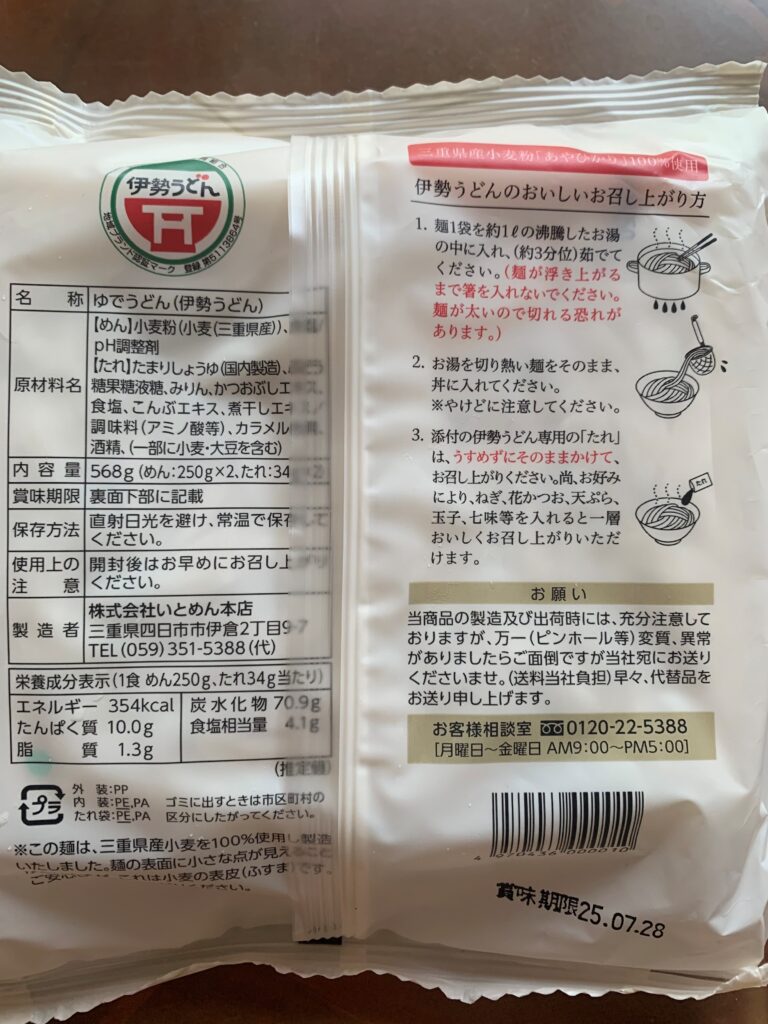 伊勢うどん
地域ブランド認証マーク 登録 第5113864号
名称 ゆでうどん(伊勢うどん)
原材料名
【めん】小麦粉(小麦(三重県産))、
pH調整剤
【たれ】たまりしょうゆ(国内製造)、
糖果糖液糖、みりん、かつおぶしエキス、
食塩、こんぶエキス、煮干しエキス/
調味料(アミノ酸等)、カラメル色素、
酒精、(一部に小麦・大豆を含む)
内容量 568g(めん:250g×2、たれ:34g×2)
賞味期限 裏面下部に記載
保存方法 直射日光を避け、常温で保存して
ください。
使用上の注意 開封後はお早めにお召し上がり
ください。
製造者 株式会社いとめん本店
三重県四日市市伊倉2丁目9-7
TEL(059)351-5388(代)
栄養成分表示(1食 めん250g、たれ34g当たり)
エネルギー 354kcal
たんぱく質 10.0g
脂質 1.3g
炭水化物 70.9g
食塩相当量 4.1g
(推定値)
プラ
外装:PP
内装:PE,PA
たれ袋:PE,PA
ゴミに出すときは市区町村の
区分にしたがってください。
※この麺は、三重県産小麦を100%使用し製造
いたしました。麺の表面に小さな点が見えること
これは小麦の表皮(ふすま)です。
三重県産小麦粉「あやひかり」100%使用
伊勢うどんのおいしいお召し上がり方
1. 麺1袋を約1ℓの沸騰したお湯
の中に入れ、(約3分位)茹でて
ください。(麺が浮き上がる
まで箸を入れないでください。
麺が太いので切れる恐れが
あります。)
2. お湯を切り熱い麺をそのまま、
丼に入れてください。
※やけどに注意してください。
3. 添付の伊勢うどん専用の「たれ」
は、うすめずにそのままかけて、
お召し上がりください。尚、お好み
により、ねぎ、花かつお、天ぷら、
玉子、七味等を入れると一層
おいしくお召し上がりいただ
けます。
たれ
お願い
当商品の製造及び出荷時には、充分注意して
おりますが、万一(ピンホール等)変質、異常
がありましたらご面倒ですが当社宛にお送り
くださいませ。(送料当社負担)早々、代替品を
お送り申し上げます。
お客様相談室 0120-22-5388
[月曜日〜金曜日 AM9:00〜PM5:00]
4 970436 000010
賞味期限25.07.28